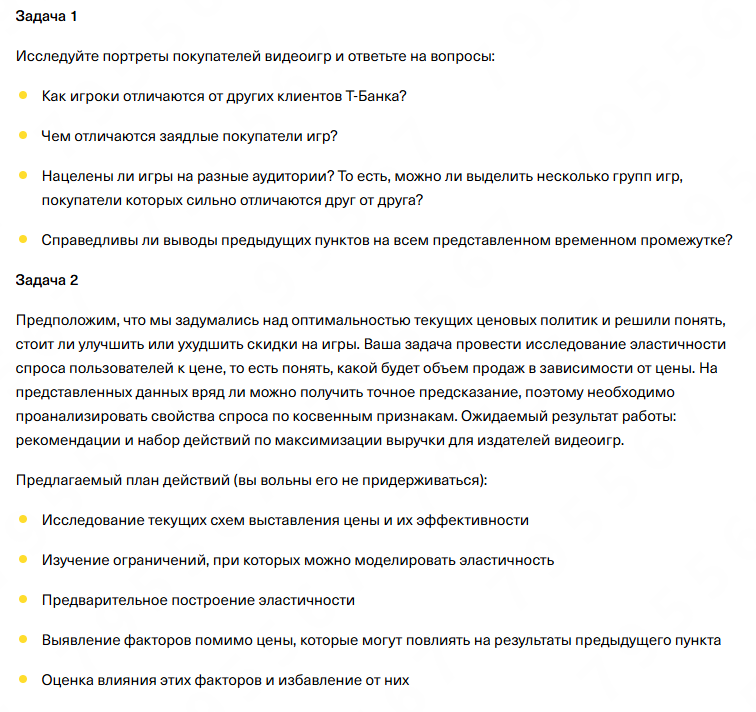 Задача 1
Исследуйте портреты покупателей видеоигр и ответьте на вопросы:
Как игроки отличаются от других клиентов Т-Банка?
Чем отличаются заядлые покупатели игр?
Нацелены ли игры на разные аудитории? То есть, можно ли выделить несколько групп игр,
покупатели которых сильно отличаются друг от друга?
Справедливы ли выводы предыдущих пунктов на всем представленном временном промежутке?
Задача 2
Предположим, что мы задумались над оптимальностью текущих ценовых политик и решили понять,
стоит ли улучшить или ухудшить скидки на игры. Ваша задача провести исследование эластичности
спроса пользователей к цене, то есть понять, какой будет объем продаж в зависимости от цены. На
представленных данных вряд ли можно получить точное предсказание, поэтому необходимо
проанализировать свойства спроса по косвенным признакам. Ожидаемый результат работы:
рекомендации и набор действий по максимизации выручки для издателей видеоигр.
Предлагаемый план действий (вы вольны его не придерживаться):
Исследование текущих схем выставления цены и их эффективности
Изучение ограничений, при которых можно моделировать эластичность
Предварительное построение эластичности
Выявление факторов помимо цены, которые могут повлиять на результаты предыдущего пункта
Оценка влияния этих факторов и избавление от них